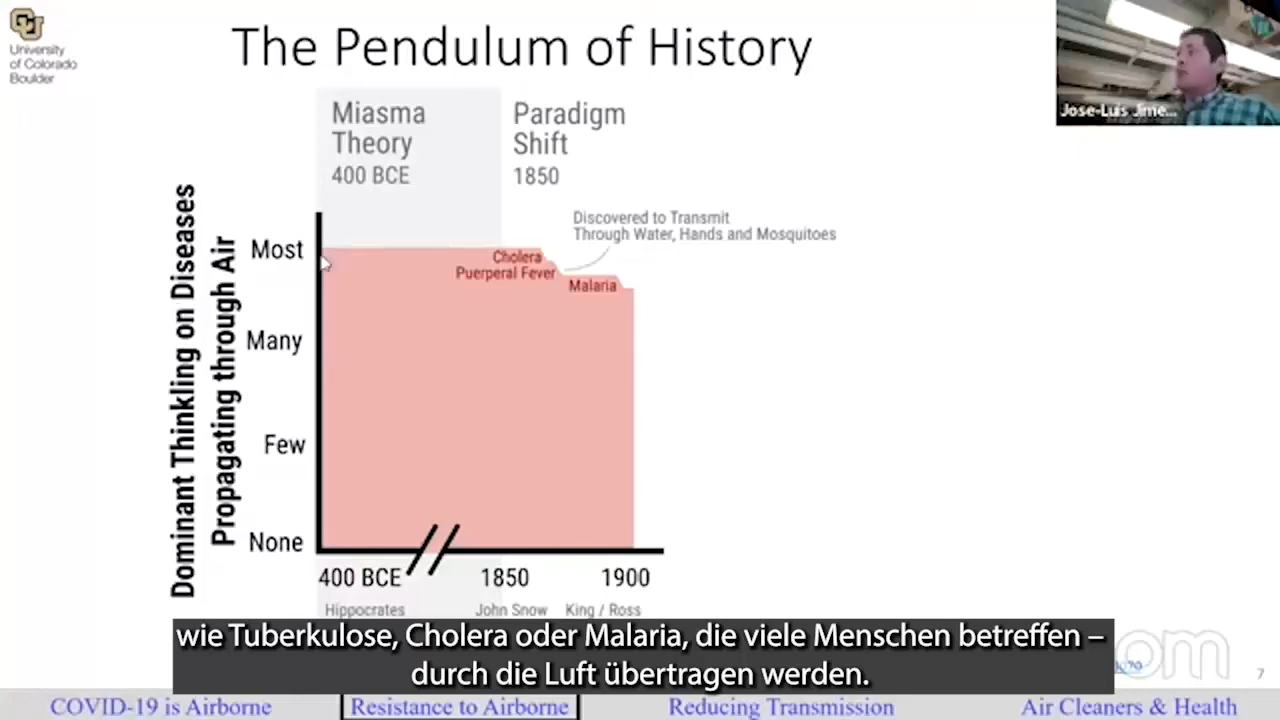 University
of Colorado
Boulder
The Pendulum of History
Jose-Luis Jime...
Miasma
Theory
400 BCE
Paradigm
Shift
1850
Discovered to Transmit
Through Water, Hands and Mosquitoes
Dominant Thinkling on Diseases
Propagating through Air
Most
Many
Few
None
Cholera
Puerperal Fever
Malaria
400 BCE
1850
1900
Hippocrates
John Snow
King / Ross
wie Tuberkulose, Cholera oder Malaria, die viele Menschen betreffen –
durch die Luft übertragen werden.
7
COVID-19 is Airborne
Resistance to Airborne
Reducing Transmission
Air Cleaners & Health